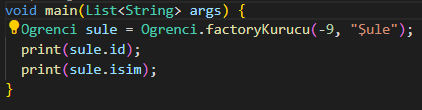 void main(List<String> args) {
Ogrenci sule = Ogrenci.factoryKurucu(-9, "Şule");
print(sule.id);
print(sule.isim);
}